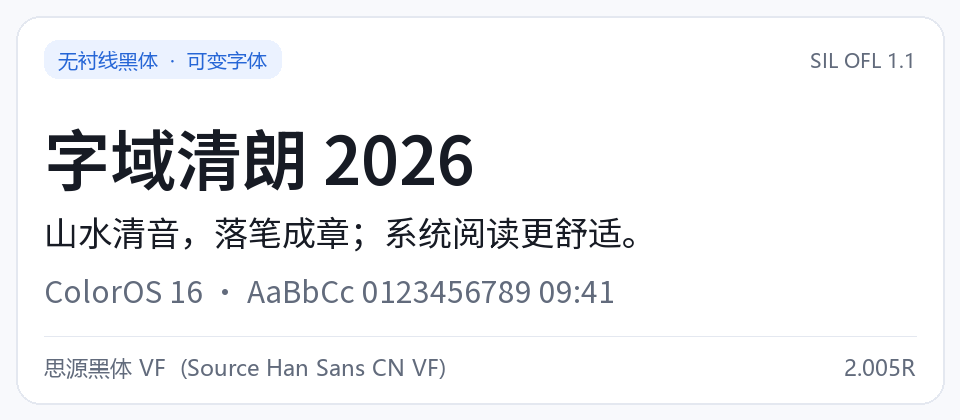 无衬线黑体 · 可变字体
SIL OFL 1.1
字域清朗 2026
山水清音，落笔成章；系统阅读更舒适。
ColorOS 16 · AaBbCc 0123456789 09:41
思源黑体 VF（Source Han Sans CN VF）
2.005R